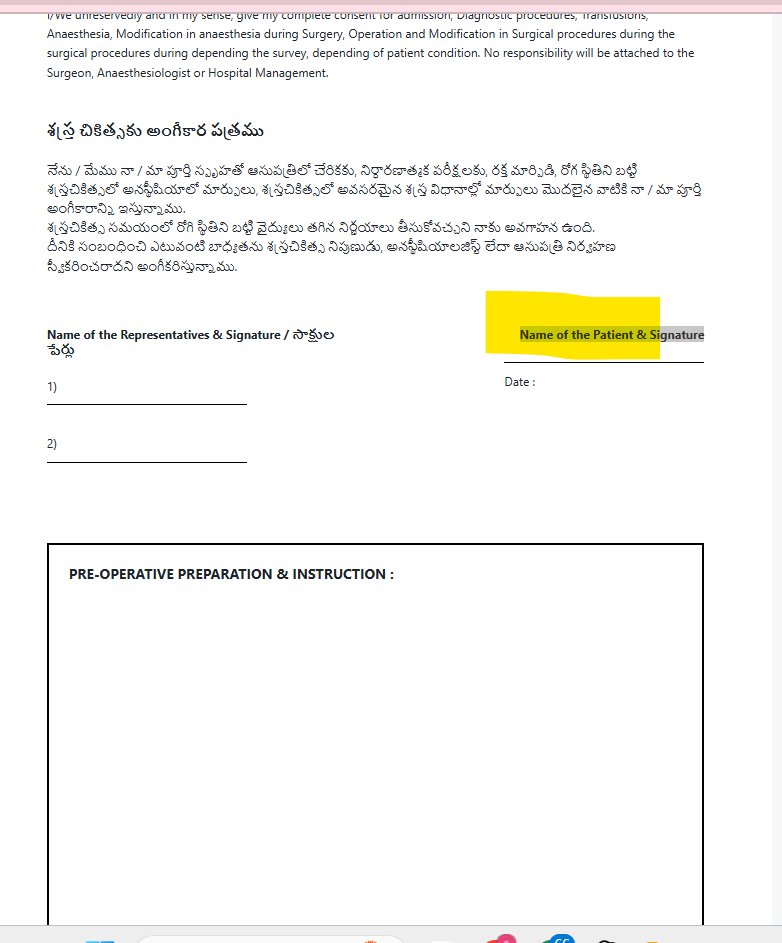 I/We unreservedly and in my sense, give my complete consent for admission, Diagnostic procedures, Transfusions,
Anaesthesia, Modification in anaesthesia during Surgery, Operation and Modification in Surgical procedures during the
surgical procedures during depending the survey, depending of patient condition. No responsibility will be attached to the
Surgeon, Anaesthesiologist or Hospital Management.
శస్త్ర చికిత్సకు అంగీకార పత్రము
నేను / మేము నా / మా పూర్తి స్పృహతో ఆసుపత్రిలో చేరికకు, నిర్ధారణాత్మక పరీక్షలకు, రక్త మార్పిడి, రోగ స్థితిని బట్టి
శస్త్రచికిత్సలో అనస్థీషియాలో మార్పులు, శస్త్రచికిత్సలో అవసరమైన శస్త్ర విధానాల్లో మార్పులు మొదలైన వాటికి నా / మా పూర్తి
అంగీకారాన్ని ఇస్తున్నాము.
శస్త్రచికిత్స సమయంలో రోగి స్థితిని బట్టి వైద్యులు తగిన నిర్ణయాలు తీసుకోవచ్చని నాకు అవగాహన ఉంది.
దీనికి సంబంధించి ఎటువంటి బాధ్యతను శస్త్రచికిత్స నిపుణుడు, అనస్థీషియాలజిస్ట్ లేదా ఆసుపత్రి నిర్వహణ
స్వీకరించరాదని అంగీకరిస్తున్నాము.
Name of the Representatives & Signature / సాక్షుల
పేర్లు
Name of the Patient & Signature
Date :
1)
2)
PRE-OPERATIVE PREPARATION & INSTRUCTION :